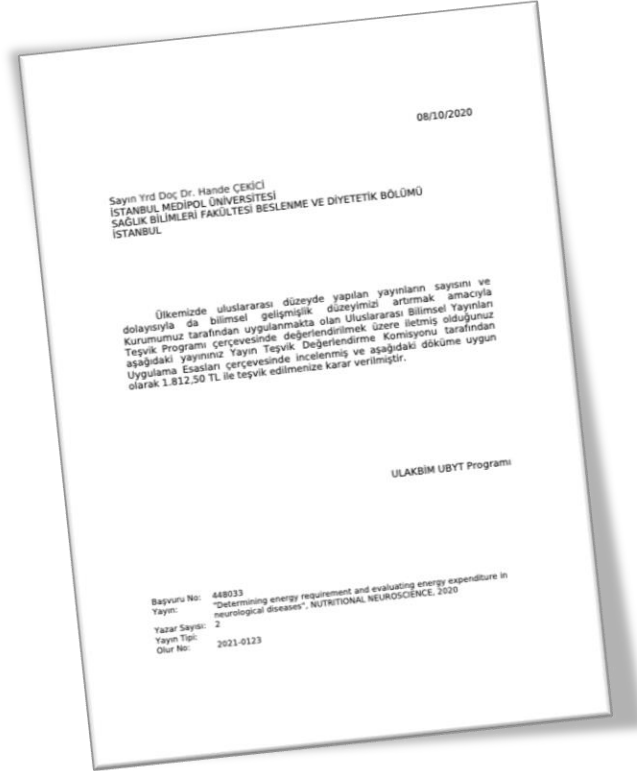 08/10/2020
Sayın Yrd Doç Dr. Hande ÇEKİCİ
İSTANBUL MEDİPOL ÜNİVERSİTESİ
SAĞLIK BİLİMLERİ FAKÜLTESİ BESLENME VE DİYETETİK BÖLÜMÜ
İSTANBUL
Ülkemizde uluslararası düzeyde yapılan yayınların sayısını ve
dolayısıyla da bilimsel gelişmişlik düzeyimizi artırmak amacıyla
Kurumumuz tarafından uygulanmakta olan Uluslararası Bilimsel Yayınları
Teşvik Programı çerçevesinde değerlendirilmek üzere iletmiş olduğunuz
aşağıdaki yayınınız Yayın Teşvik Değerlendirme Komisyonu tarafından
Uygulama Esasları çerçevesinde incelenmiş ve aşağıdaki döküme uygun
olarak 1.812,50 TL ile teşvik edilmenize karar verilmiştir.
ULAKBİM UBYT Programı
Başvuru No: 448033
Yayın: "Determining energy requirement and evaluating energy expenditure in
neurological diseases", NUTRITIONAL NEUROSCIENCE, 2020
Yazar Sayısı: 2
Yayın Tipi:
Olur No: 2021-0123